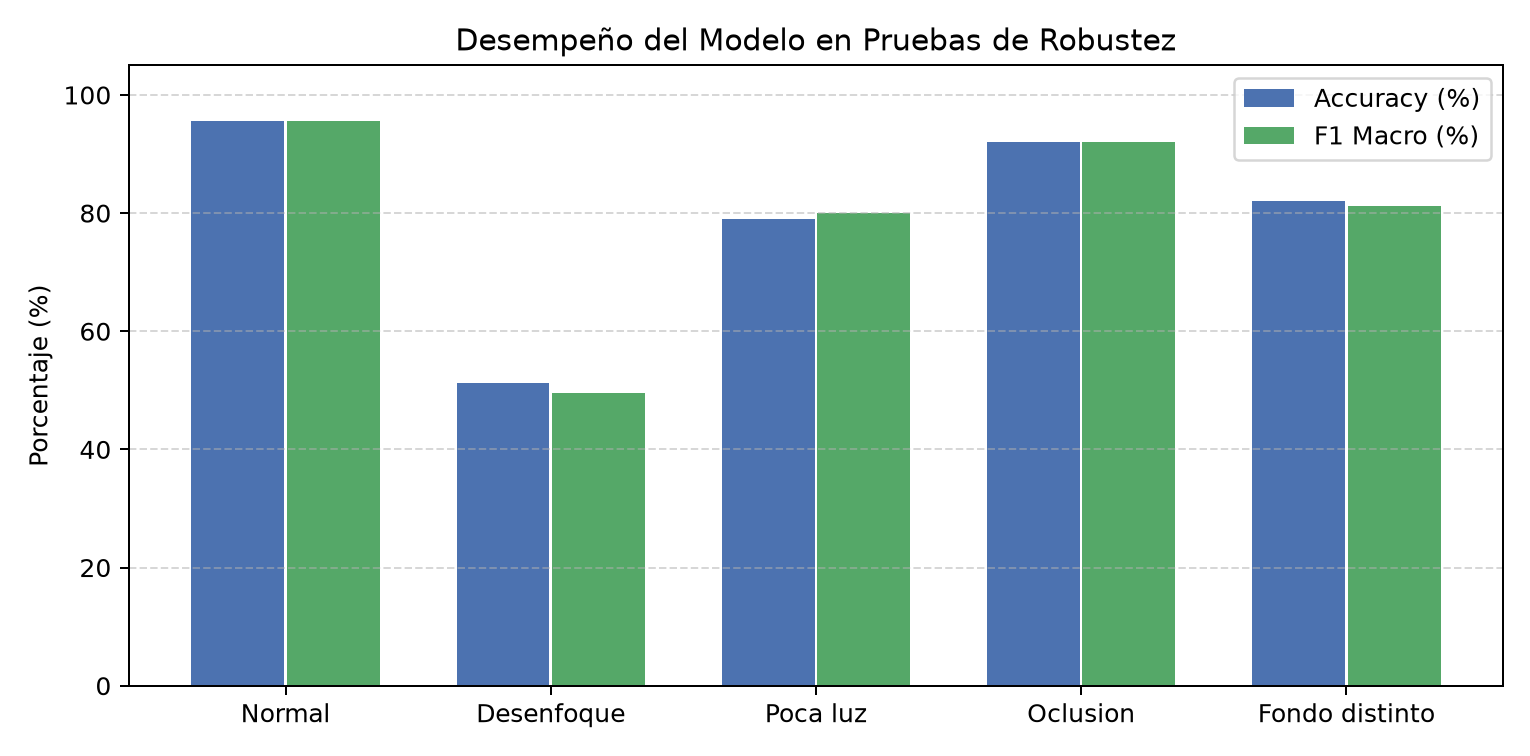 Desempeño del Modelo en Pruebas de Robustez
Accuracy (%)
F1 Macro (%)
Porcentaje (%)
100
80
60
40
20
0
Normal
Desenfoque
Poca luz
Oclusion
Fondo distinto